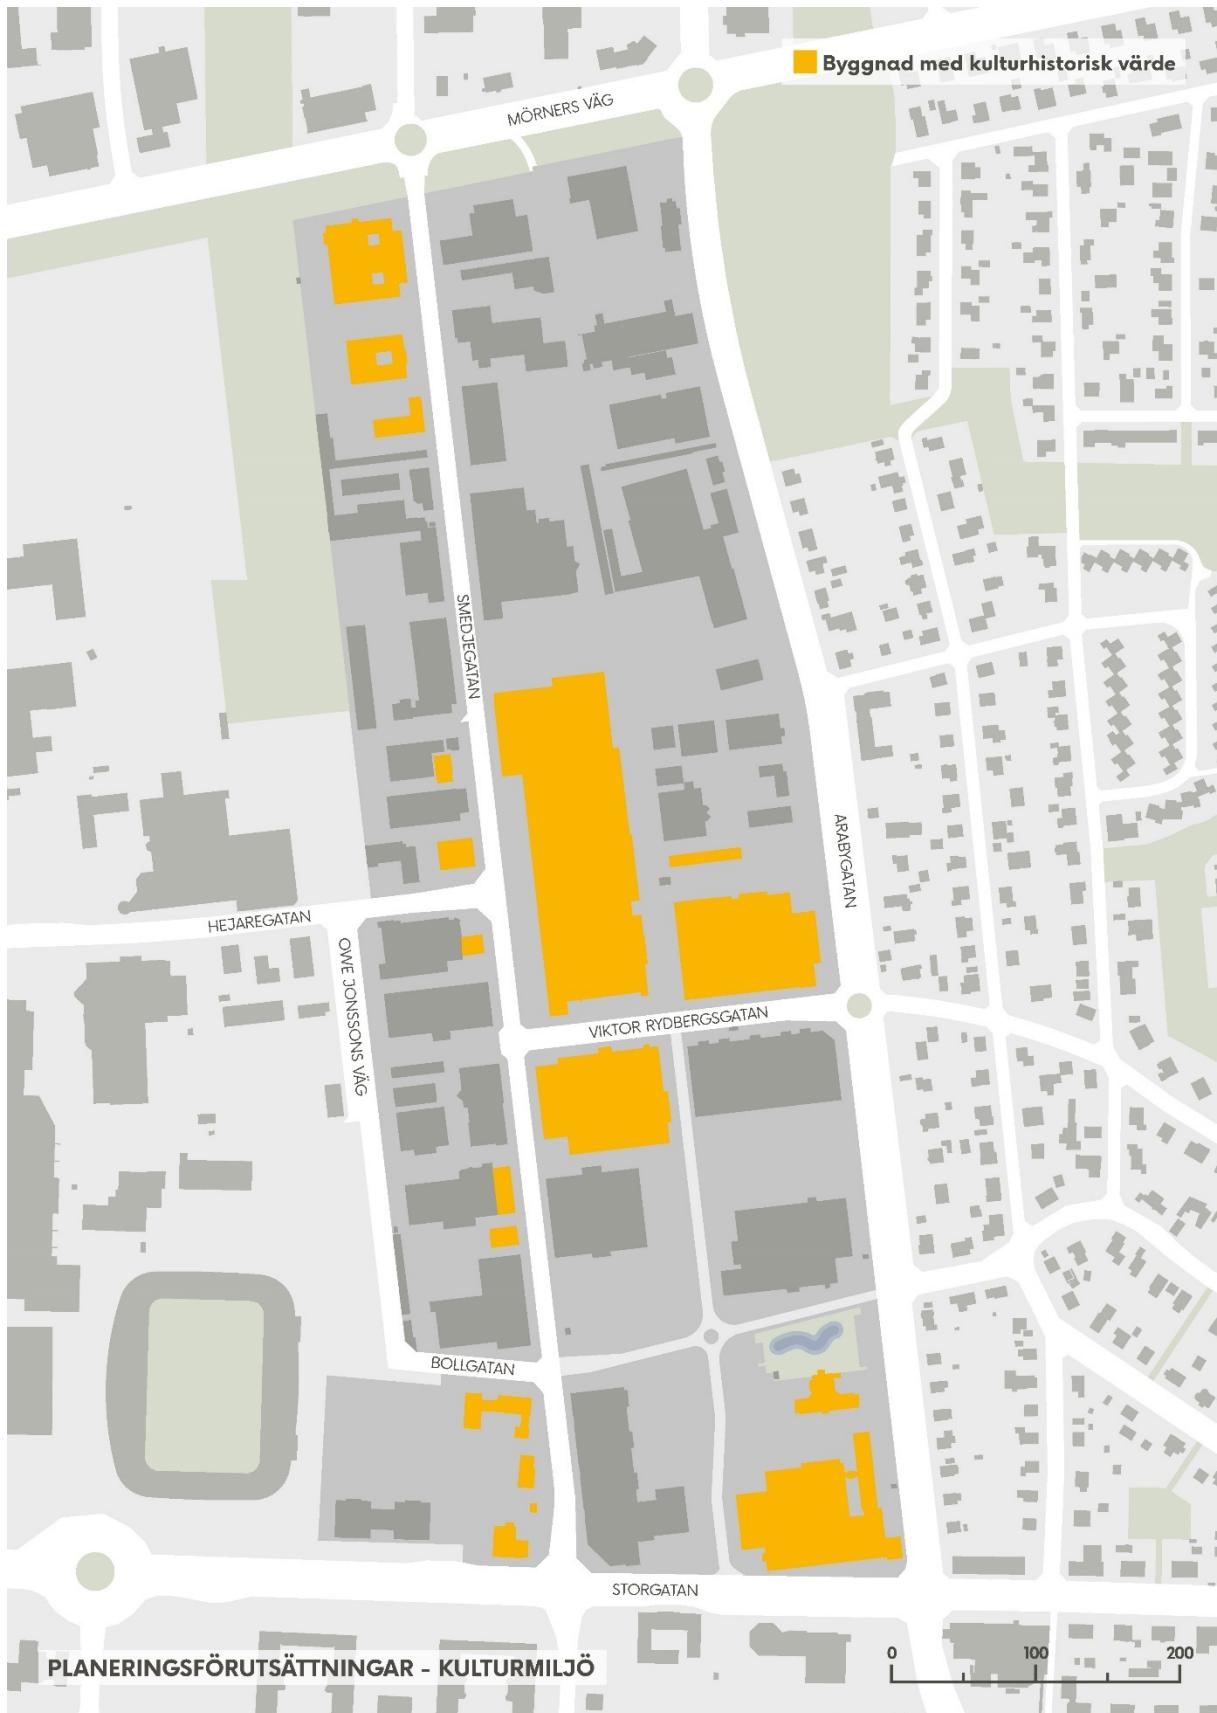 Byggnad med kulturhistorisk värde
MÖRNERS VÄG
SMEDJEGATAN
ARABYGATAN
HEJAREGATAN
OWE JONSSONS VÄG
VIKTOR RYDBERGSGATAN
BOLLGATAN
STORGATAN
PLANERINGSFÖRUTSÄTTNINGAR - KULTURMILJÖ
0 100 200